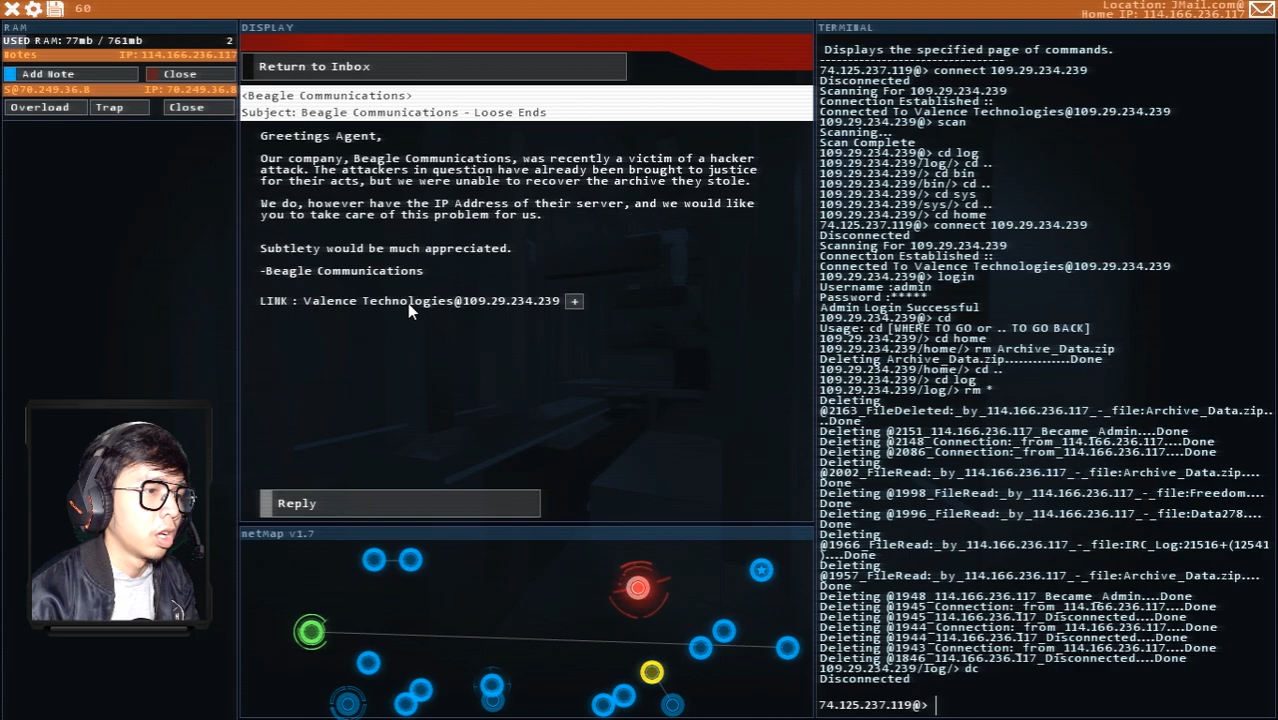 60
Location: JMail.com@
Home IP: 114.166.236.117
RAM
USED RAM: 77mb / 761mb 2
Notes IP: 114.166.236.117
Add Note Close
S@70.249.36.8 IP: 70.249.36.8
Overload Trap Close
DISPLAY
Return to Inbox
<Beagle Communications>
Subject: Beagle Communications - Loose Ends
Greetings Agent,
Our company, Beagle Communications, was recently a victim of a hacker
attack. The attackers in question have already been brought to justice
for their acts, but we were unable to recover the archive they stole.
We do, however have the IP Address of their server, and we would like
you to take care of this problem for us.
Subtlety would be much appreciated.
-Beagle Communications
LINK : Valence Technologies@109.29.234.239 +
Reply
netMap v1.7
TERMINAL
Displays the specified page of commands.
--------------------------------
74.125.237.119@> connect 109.29.234.239
Disconnected
Scanning For 109.29.234.239
Connection Established ::
Connected To Valence Technologies@109.29.234.239
109.29.234.239@> scan
Scanning...
Scan Complete
109.29.234.239@> cd log
109.29.234.239/log/> cd ..
109.29.234.239@> cd bin
109.29.234.239/bin/> cd ..
109.29.234.239@> cd sys
109.29.234.239/sys/> cd ..
109.29.234.239@> cd home
74.125.237.119@> connect 109.29.234.239
Disconnected
Scanning For 109.29.234.239
Connection Established ::
Connected To Valence Technologies@109.29.234.239
109.29.234.239@> login
Username :admin
Password :*****
Admin Login Successful
109.29.234.239@> cd
Usage: cd [WHERE TO GO or .. TO GO BACK]
109.29.234.239/> cd home
109.29.234.239/home/> rm Archive_Data.zip
Deleting Archive_Data.zip..............Done
109.29.234.239/home/> cd ..
109.29.234.239/> cd log
109.29.234.239/log/> rm *
Deleting
@2163_FileDeleted:_by_114.166.236.117_-_file:Archive_Data.zip..
..Done
Deleting @2151_114.166.236.117_Became_Admin....Done
Deleting @2148_Connection:_from_114.166.236.117....Done
Deleting @2086_Connection:_from_114.166.236.117....Done
Deleting
@2002_FileRead:_by_114.166.236.117_-_file:Archive_Data.zip....
Done
Deleting @1998_FileRead:_by_114.166.236.117_-_file:Freedom....
Done
Deleting @1996_FileRead:_by_114.166.236.117_-_file:Data278....
Done
Deleting
@1966_FileRead:_by_114.166.236.117_-_file:IRC_Log:21516+(12541
)....Done
Deleting
@1957_FileRead:_by_114.166.236.117_-_file:Archive_Data.zip....
Done
Deleting @1948_114.166.236.117_Became_Admin....Done
Deleting @1945_Connection:_from_114.166.236.117....Done
Deleting @1945_114.166.236.117_Disconnected....Done
Deleting @1944_Connection:_from_114.166.236.117....Done
Deleting @1944_114.166.236.117_Disconnected....Done
Deleting @1943_Connection:_from_114.166.236.117....Done
Deleting @1846_114.166.236.117_Disconnected....Done
109.29.234.239/log/> dc
Disconnected
74.125.237.119@>